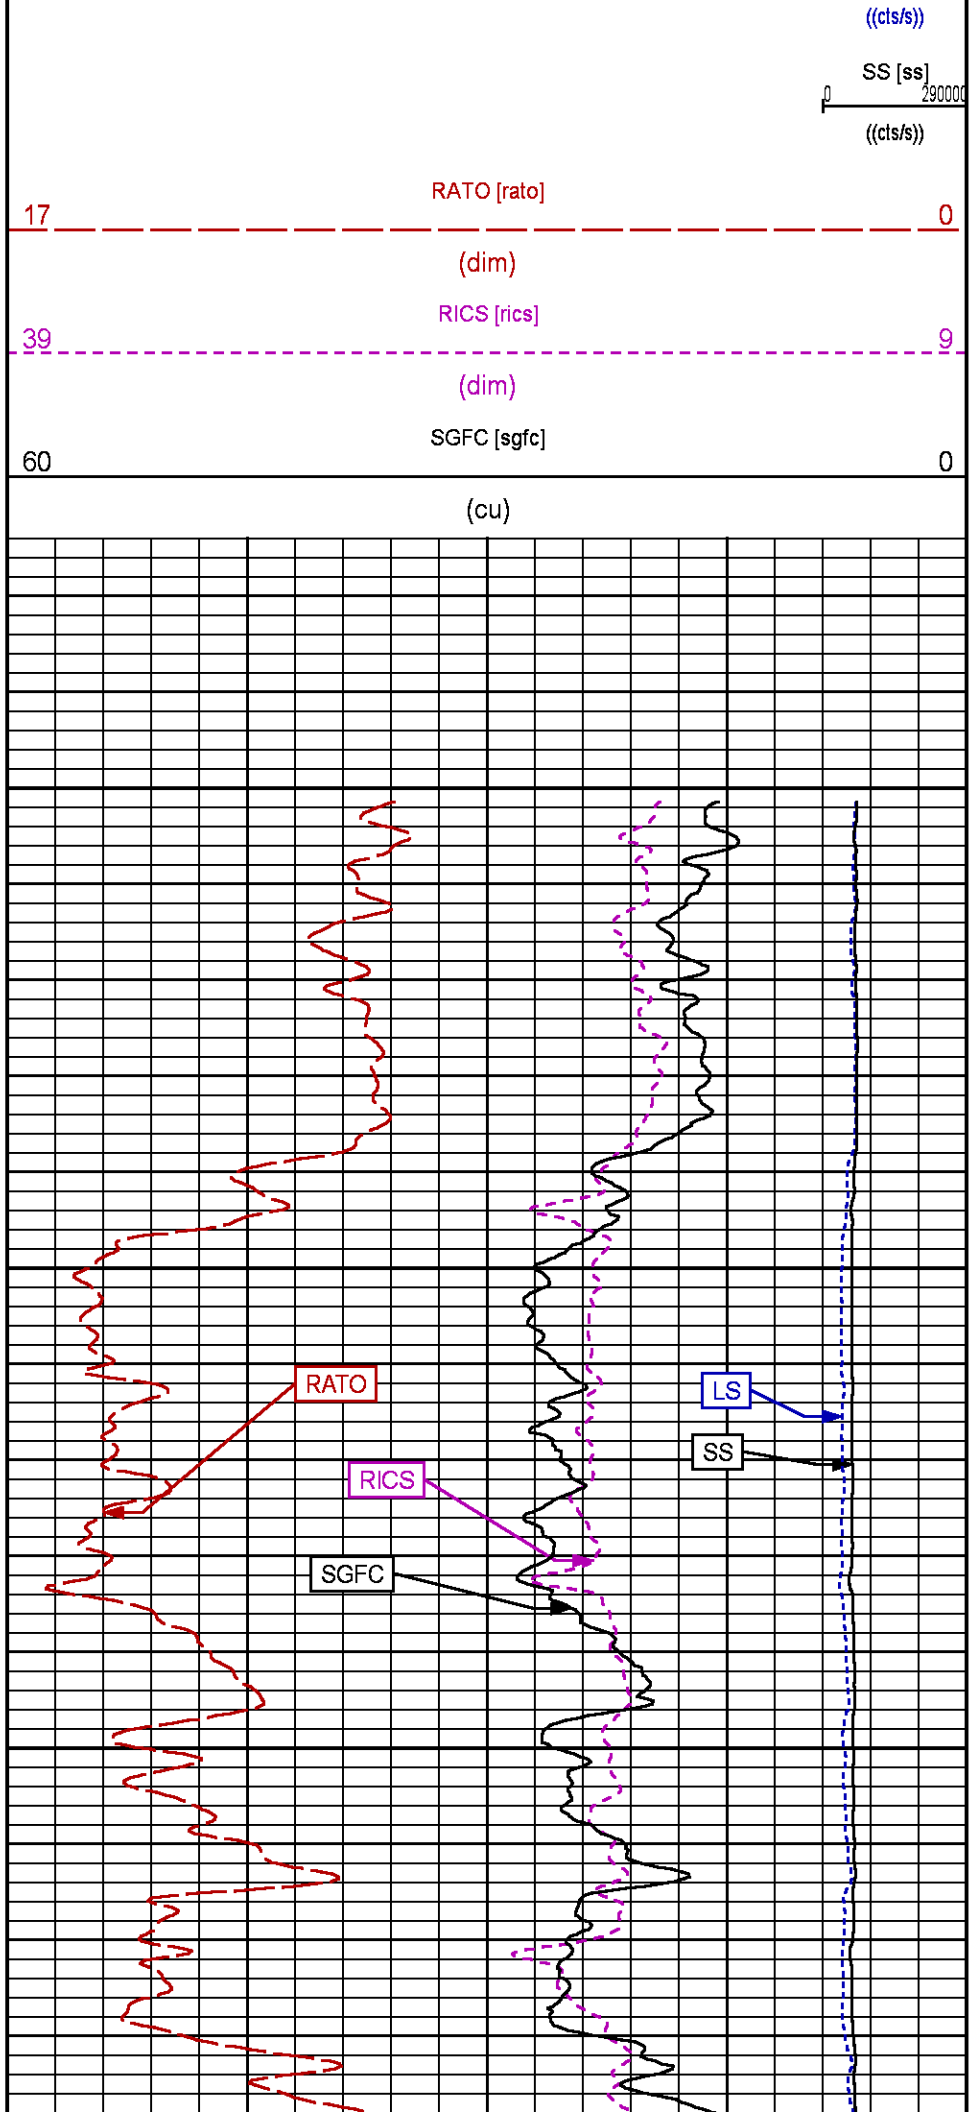 ((cts/s))
SS [ss]
0 290000
((cts/s))
RATO [rato]
17 0
(dim)
RICS [rics]
39 9
(dim)
SGFC [sgfc]
60 0
(cu)
RATO
LS
SS
RICS
SGFC